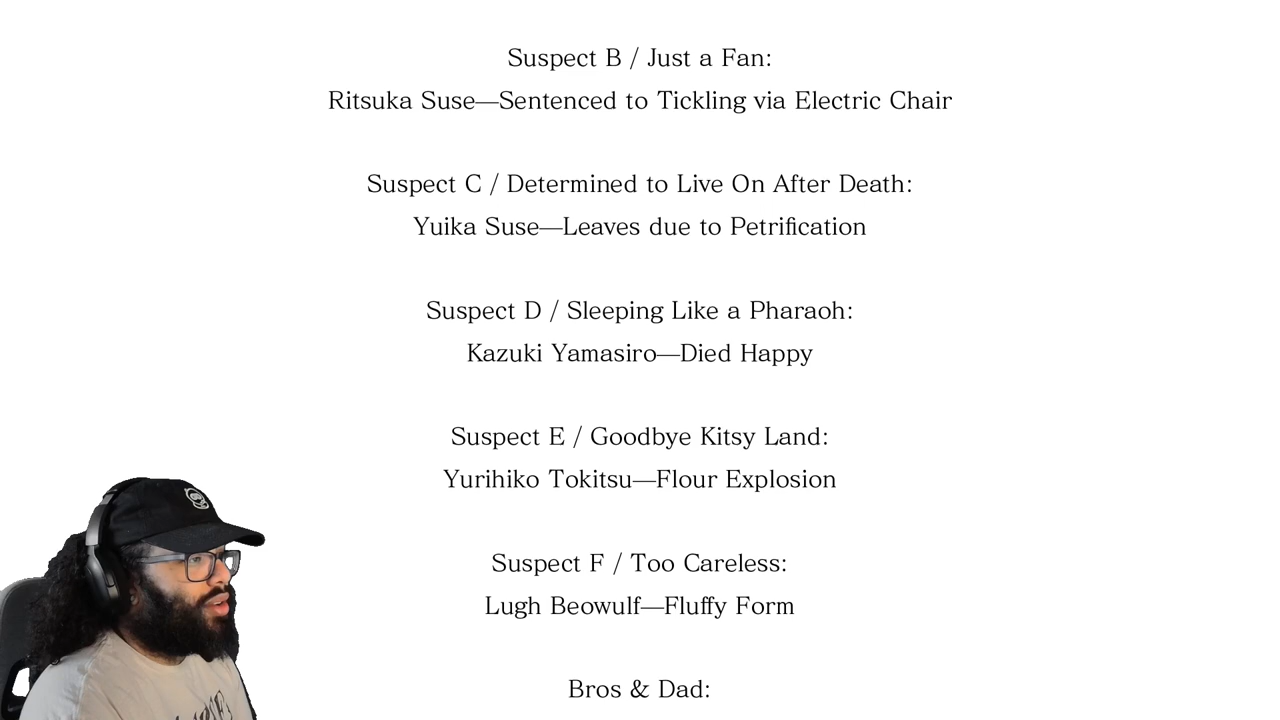 Suspect B / Just a Fan:
Ritsuka Suse—Sentenced to Tickling via Electric Chair
Suspect C / Determined to Live On After Death:
Yuika Suse—Leaves due to Petrification
Suspect D / Sleeping Like a Pharaoh:
Kazuki Yamasiro—Died Happy
Suspect E / Goodbye Kitsy Land:
Yurihiko Tokitsu—Flour Explosion
Suspect F / Too Careless:
Lugh Beowulf—Fluffy Form
Bros & Dad: